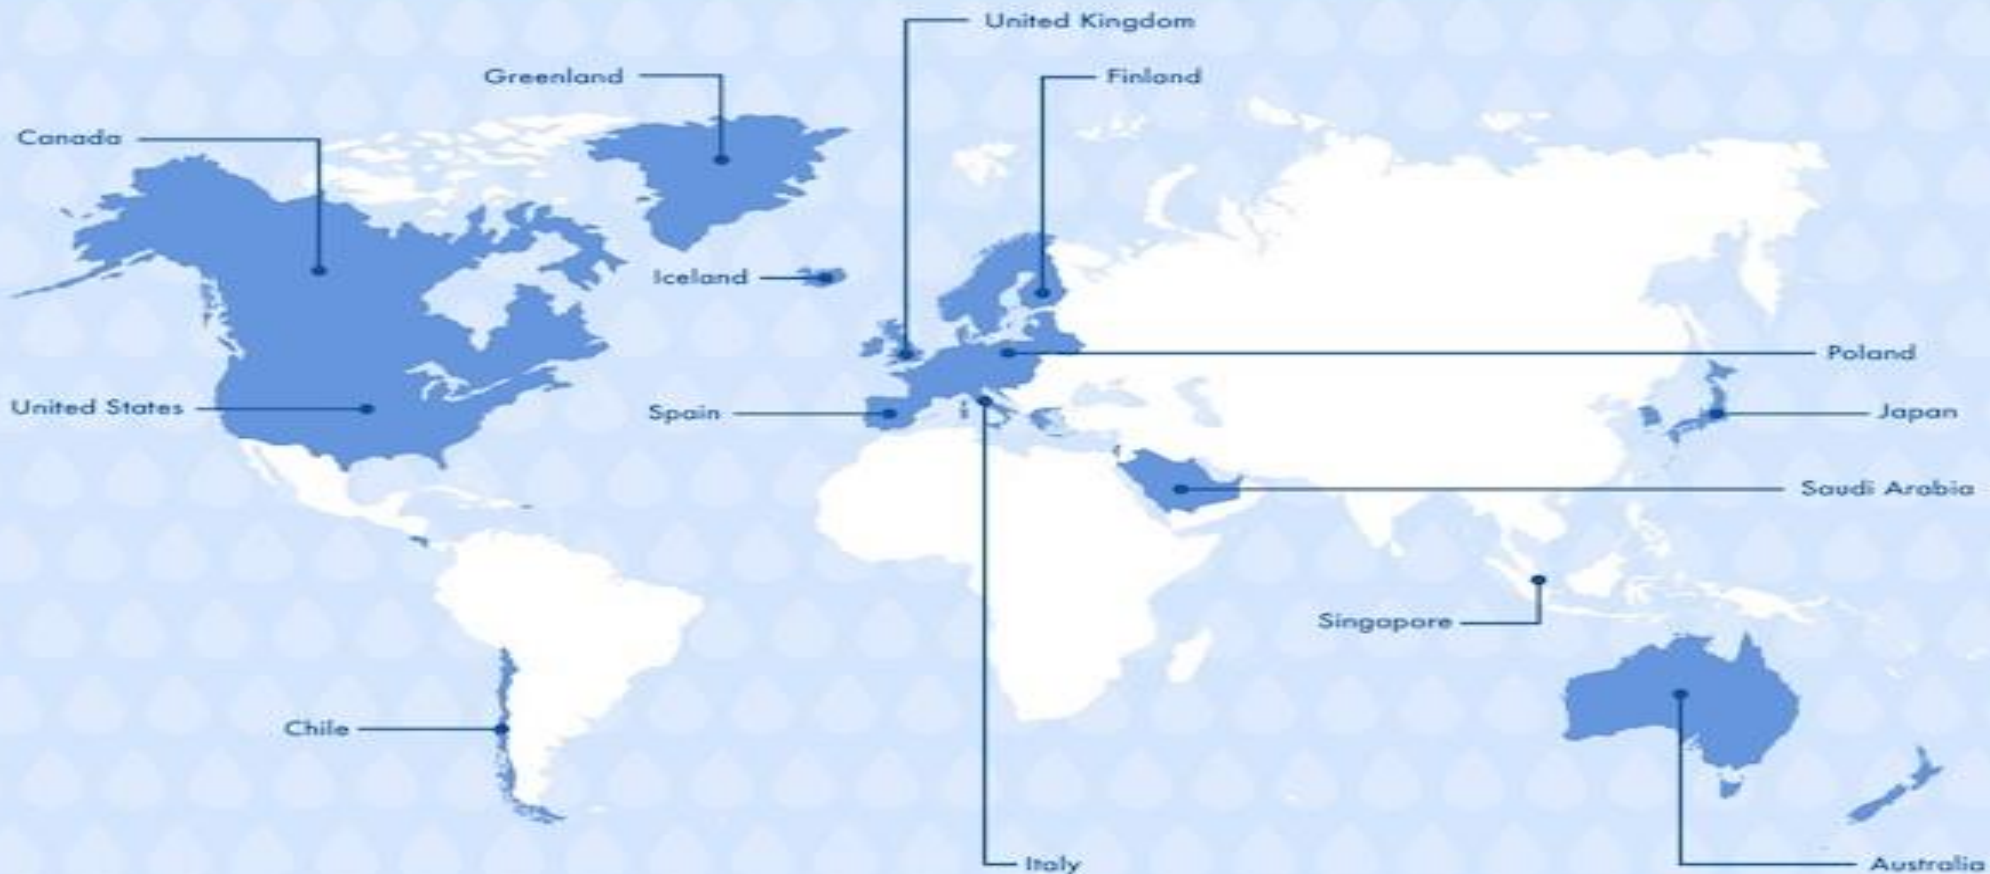 United Kingdom
Greenland
Finland
Canada
Iceland
Poland
United States
Spain
Japan
Saudi Arabia
Singapore
Chile
Italy
Australia